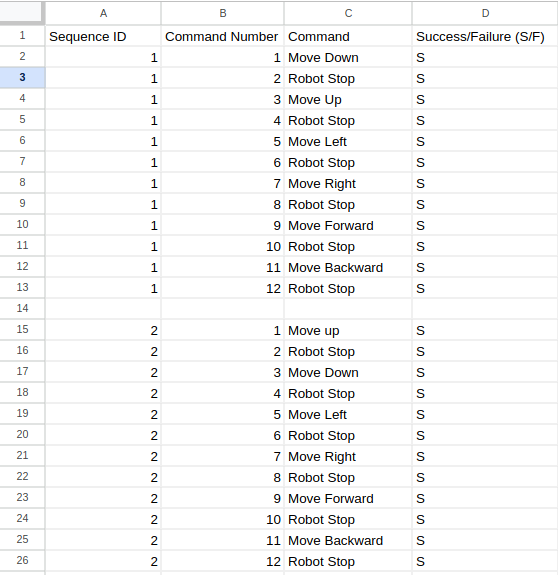 A B C D
1 Sequence ID Command Number Command Success/Failure (S/F)
2 1 1 Move Down S
3 1 2 Robot Stop S
4 1 3 Move Up S
5 1 4 Robot Stop S
6 1 5 Move Left S
7 1 6 Robot Stop S
8 1 7 Move Right S
9 1 8 Robot Stop S
10 1 9 Move Forward S
11 1 10 Robot Stop S
12 1 11 Move Backward S
13 1 12 Robot Stop S
14
15 2 1 Move up S
16 2 2 Robot Stop S
17 2 3 Move Down S
18 2 4 Robot Stop S
19 2 5 Move Left S
20 2 6 Robot Stop S
21 2 7 Move Right S
22 2 8 Robot Stop S
23 2 9 Move Forward S
24 2 10 Robot Stop S
25 2 11 Move Backward S
26 2 12 Robot Stop S